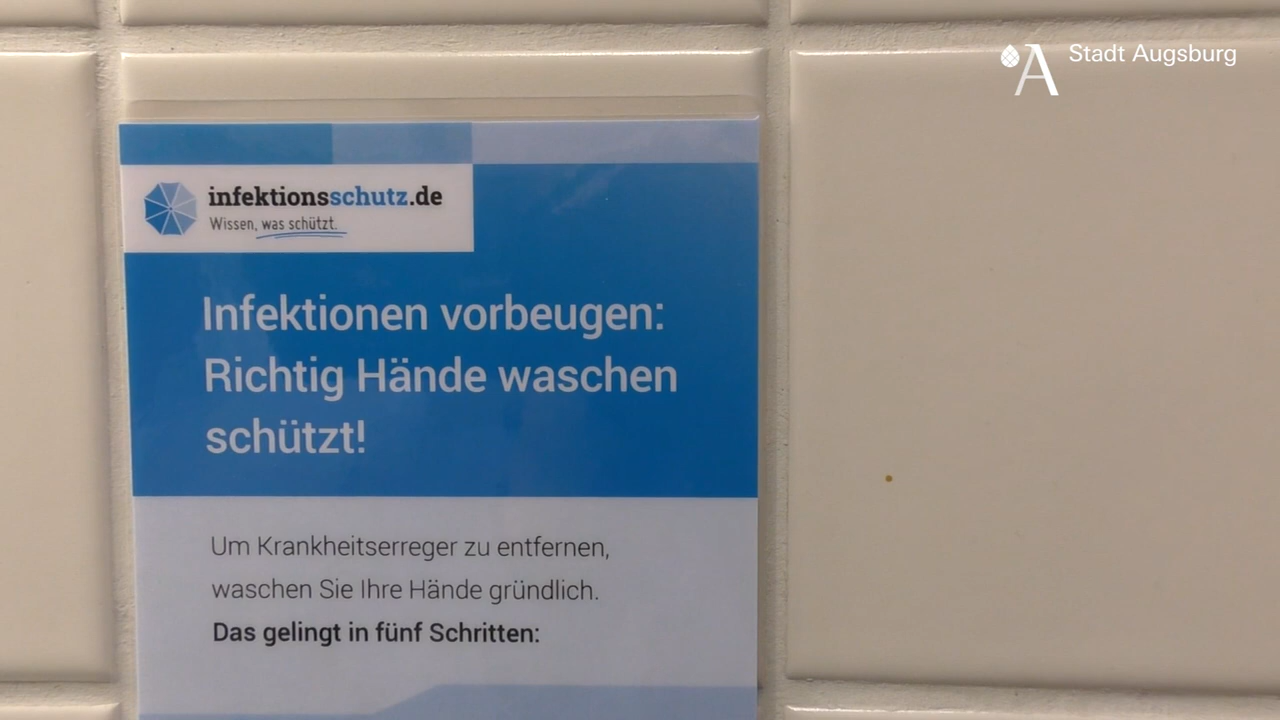 Stadt Augsburg
infektionsschutz.de
Wissen, was schützt.
Infektionen vorbeugen:
Richtig Hände waschen
schützt!
Um Krankheitserreger zu entfernen,
waschen Sie Ihre Hände gründlich.
Das gelingt in fünf Schritten: